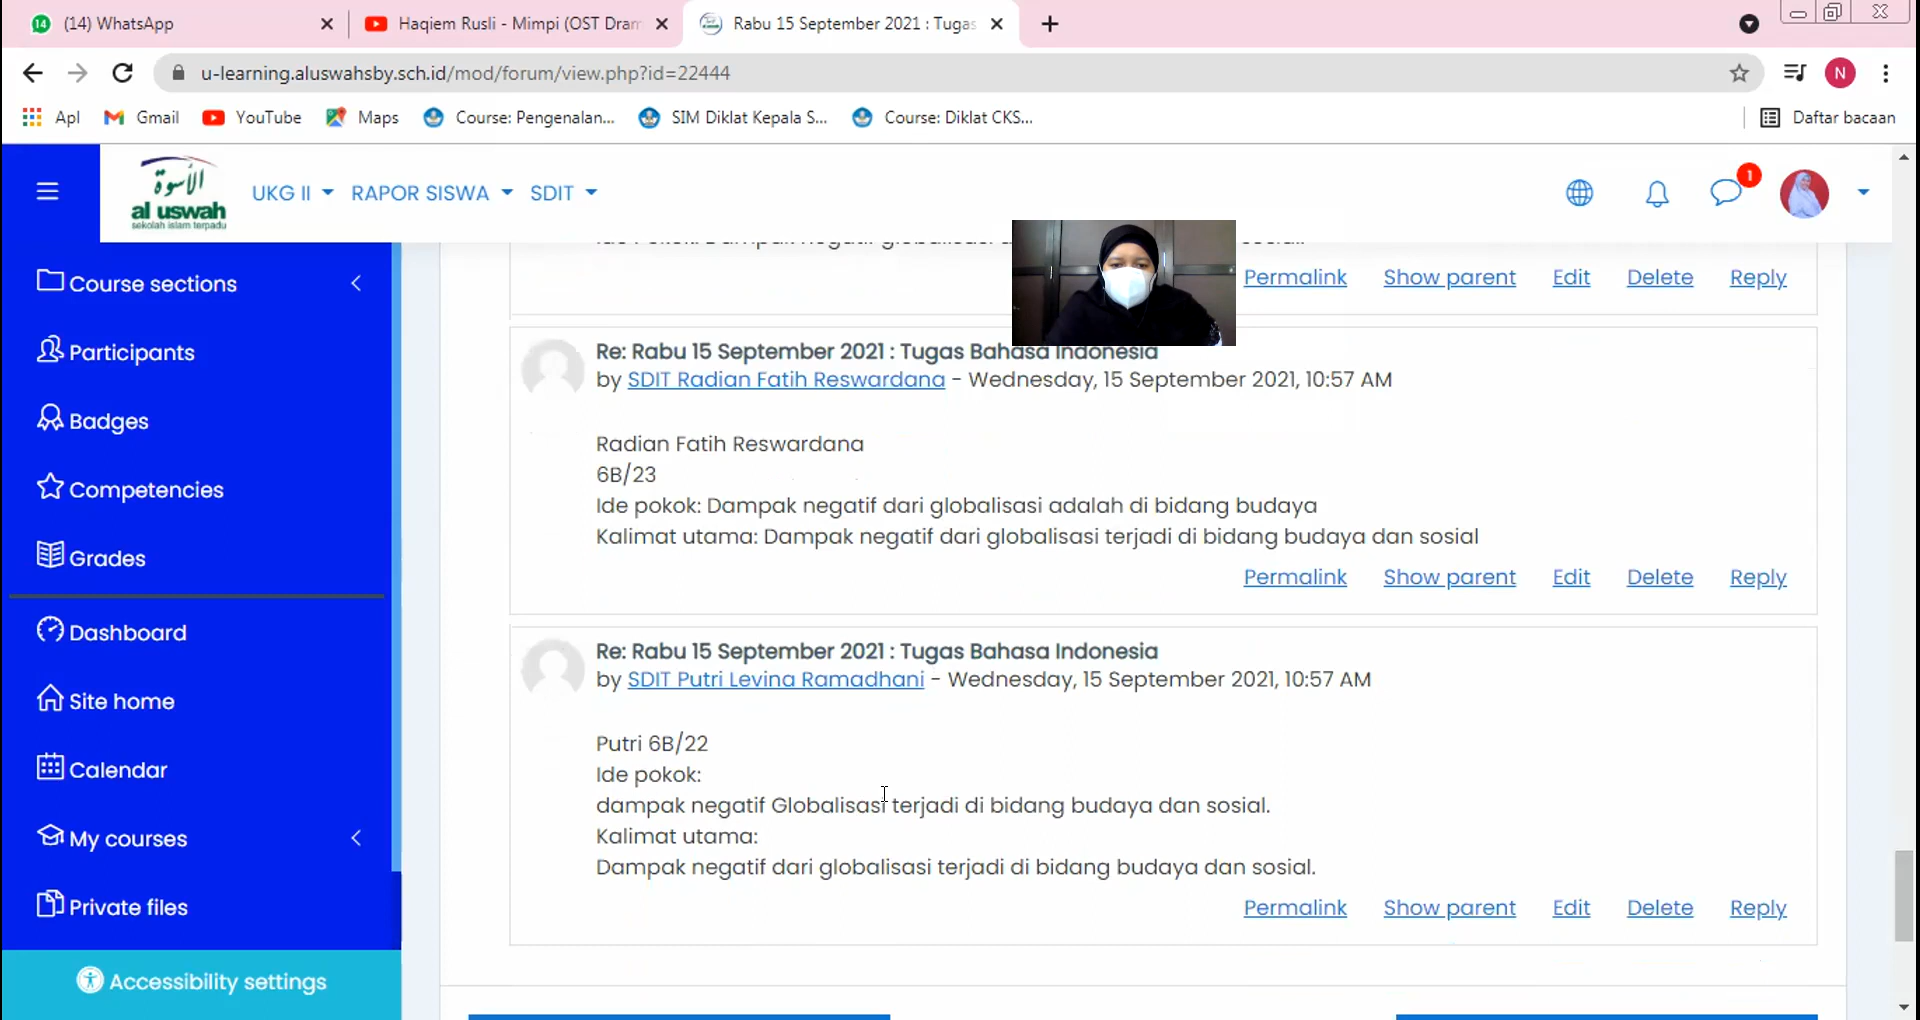 (14) WhatsApp
Haqiem Rusli - Mimpi (OST Dram
Rabu 15 September 2021 : Tugas
u-learning.aluswahsby.sch.id/mod/forum/view.php?id=22444
Apl Gmail YouTube Maps Course: Pengenalan... SIM Diklat Kepala S... Course: Diklat CKS... Daftar bacaan
N
14
الأسوة
al uswah
sekolah islam terpadu
UKG II RAPOR SISWA SDIT
1
Course sections
Participants
Badges
Competencies
Grades
Dashboard
Site home
Calendar
My courses
Private files
Accessibility settings
Permalink Show parent Edit Delete Reply
Re: Rabu 15 September 2021 : Tugas Bahasa Indonesia
by SDIT Radian Fatih Reswardana - Wednesday, 15 September 2021, 10:57 AM
Radian Fatih Reswardana
6B/23
Ide pokok: Dampak negatif dari globalisasi adalah di bidang budaya
Kalimat utama: Dampak negatif dari globalisasi terjadi di bidang budaya dan sosial
Permalink Show parent Edit Delete Reply
Re: Rabu 15 September 2021 : Tugas Bahasa Indonesia
by SDIT Putri Levina Ramadhani - Wednesday, 15 September 2021, 10:57 AM
Putri 6B/22
Ide pokok:
dampak negatif Globalisasi terjadi di bidang budaya dan sosial.
Kalimat utama:
Dampak negatif dari globalisasi terjadi di bidang budaya dan sosial.
Permalink Show parent Edit Delete Reply